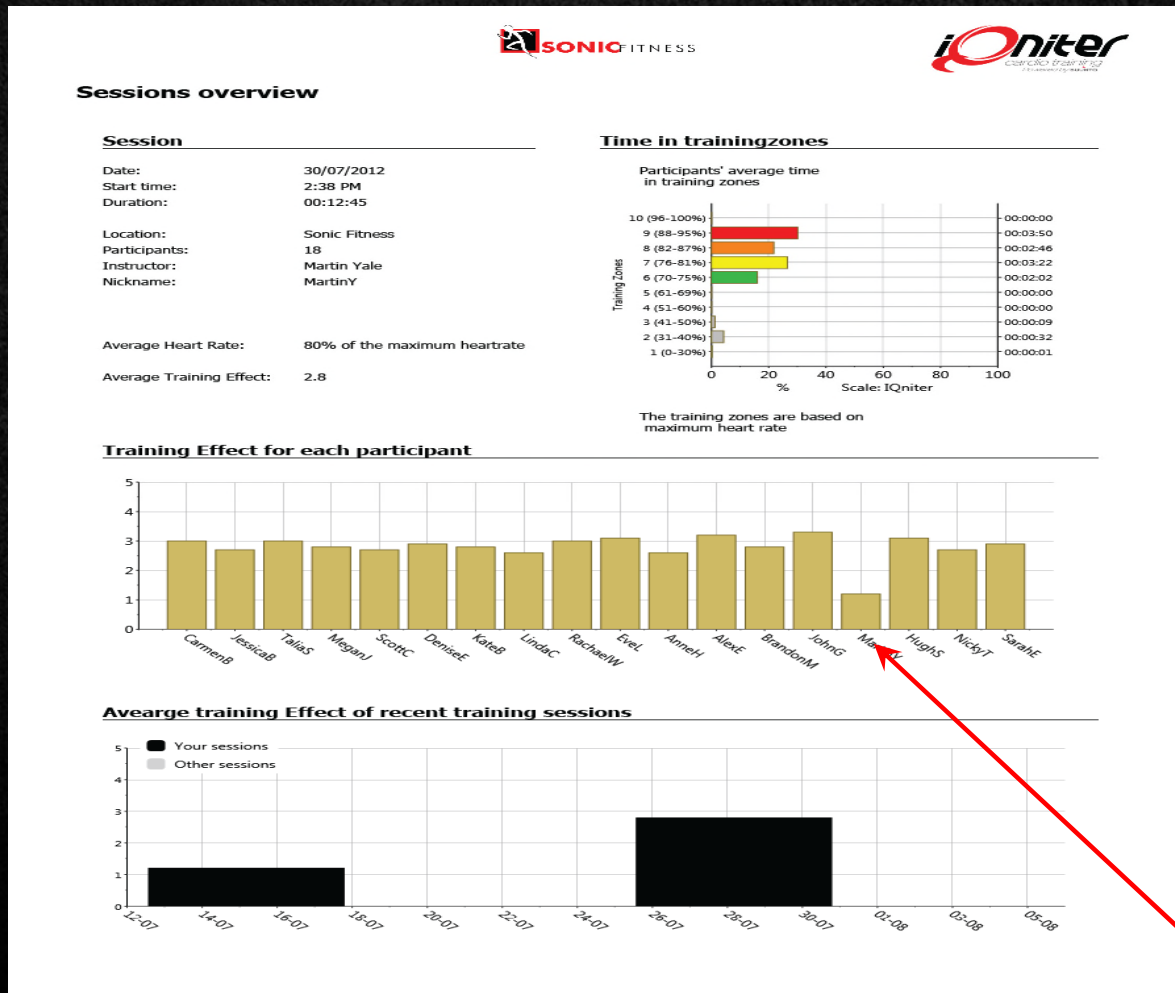 SONICFITNESS
iQniter
cardio training
Sessions overview
Session
Date: 30/07/2012
Start time: 2:38 PM
Duration: 00:12:45
Location: Sonic Fitness
Participants: 18
Instructor: Martin Yale
Nickname: MartinY
Average Heart Rate: 80% of the maximum heartrate
Average Training Effect: 2.8
Time in trainingzones
Participants' average time
in training zones
Training Zones
10 (96-100%) 00:00:00
9 (88-95%) 00:03:50
8 (82-87%) 00:02:46
7 (76-81%) 00:03:22
6 (70-75%) 00:02:02
5 (61-69%) 00:00:00
4 (51-60%) 00:00:00
3 (41-50%) 00:00:09
2 (31-40%) 00:00:32
1 (0-30%) 00:00:01
0 20 40 60 80 100
% Scale: IQniter
The training zones are based on
maximum heart rate
Training Effect for each participant
5
4
3
2
1
0
CarmenB JessicaB TaliaS MeganJ ScottC DeniseE KateB LindaC RachaelW EveL AnneH AlexE BrandonM JohnG HughS NickyT SarahE
Avearge training Effect of recent training sessions
Your sessions
Other sessions
5
4
3
2
1
0
12-07 14-07 16-07 18-07 20-07 22-07 24-07 26-07 28-07 30-07 01-08 03-08 05-08